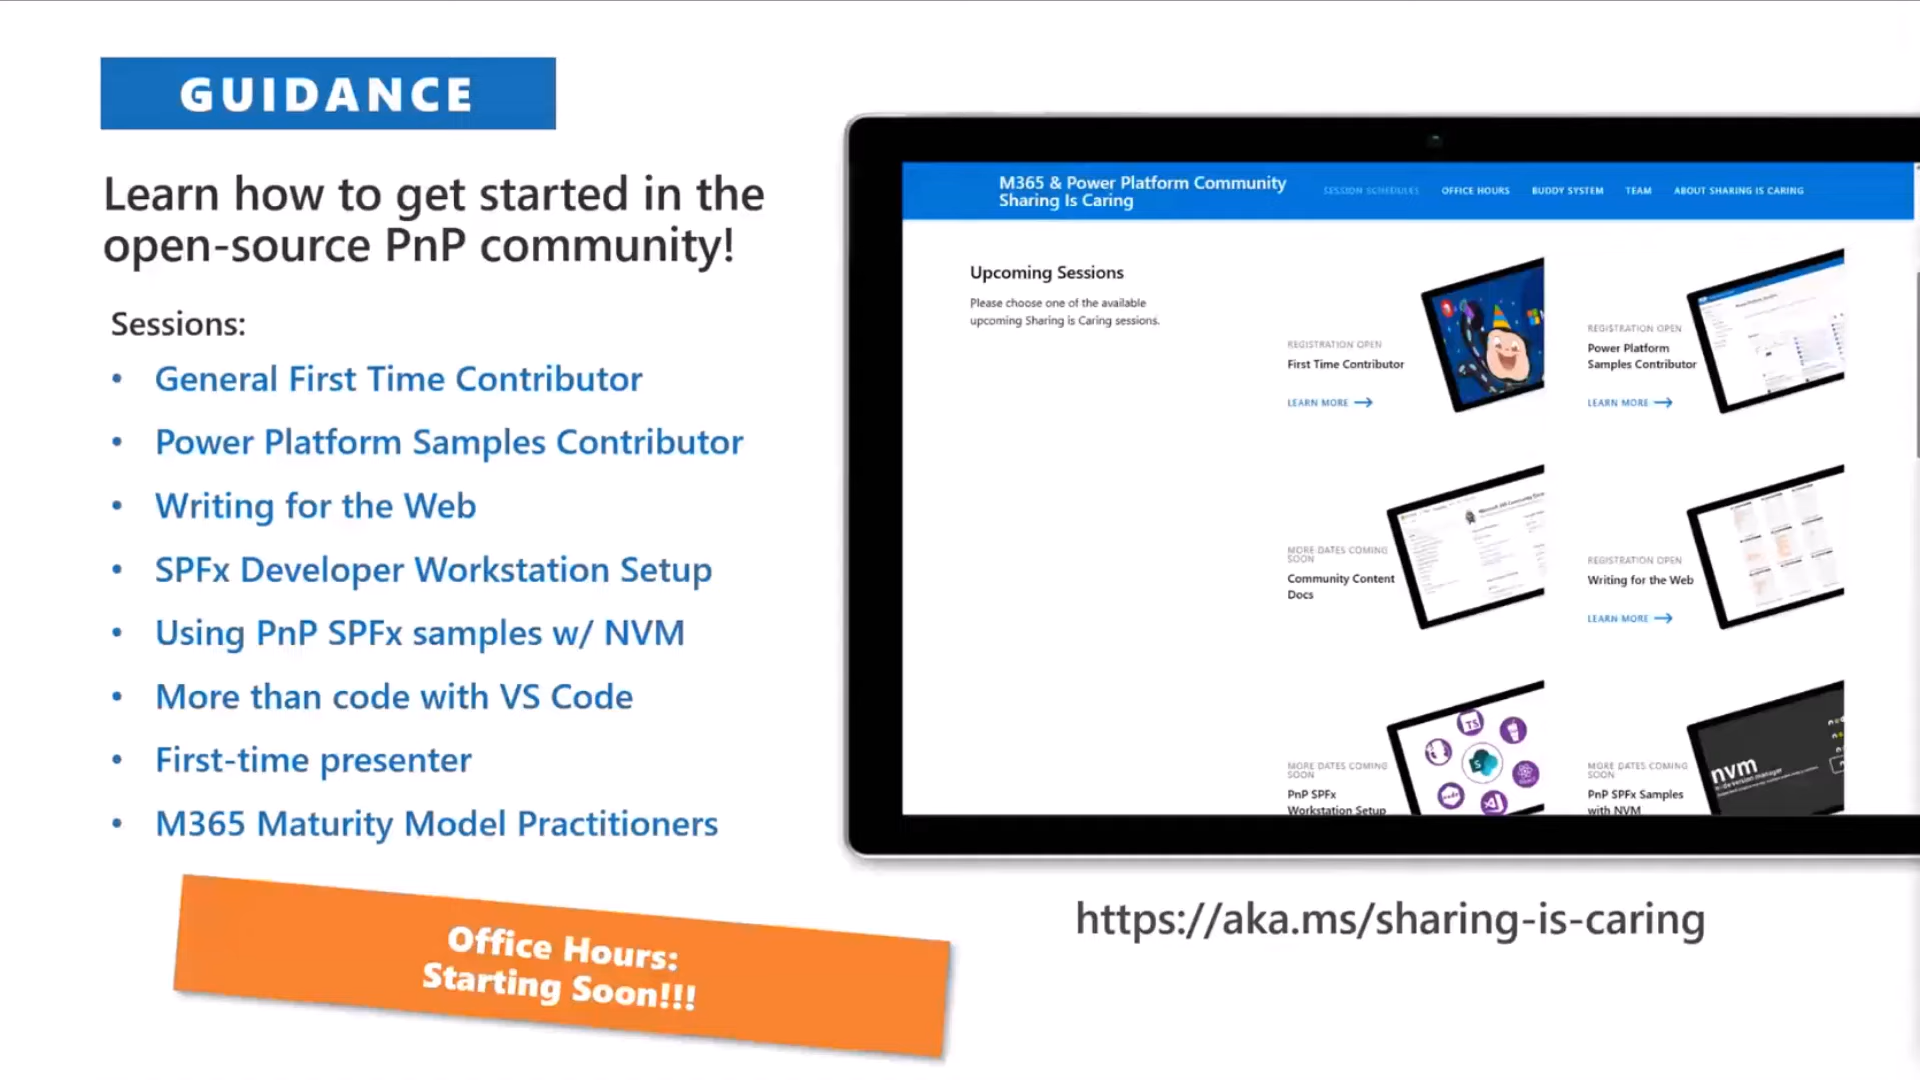 GUIDANCE
Learn how to get started in the
open-source PnP community!
Sessions:
• General First Time Contributor
• Power Platform Samples Contributor
• Writing for the Web
• SPFx Developer Workstation Setup
• Using PnP SPFx samples w/ NVM
• More than code with VS Code
• First-time presenter
• M365 Maturity Model Practitioners
Office Hours:
Starting Soon!!!
M365 & Power Platform Community
Sharing Is Caring
SESSION SCHEDULES OFFICE HOURS BUDDY SYSTEM TEAM ABOUT SHARING IS CARING
Upcoming Sessions
Please choose one of the available
upcoming Sharing is Caring sessions.
REGISTRATION OPEN
First Time Contributor
LEARN MORE
REGISTRATION OPEN
Power Platform
Samples Contributor
LEARN MORE
MORE DATES COMING
SOON
Community Content
Docs
REGISTRATION OPEN
Writing for the Web
LEARN MORE
MORE DATES COMING
SOON
PnP SPFx
Workstation Setup
TS
S
MORE DATES COMING
SOON
PnP SPFx Samples
with NVM
nvm
https://aka.ms/sharing-is-caring